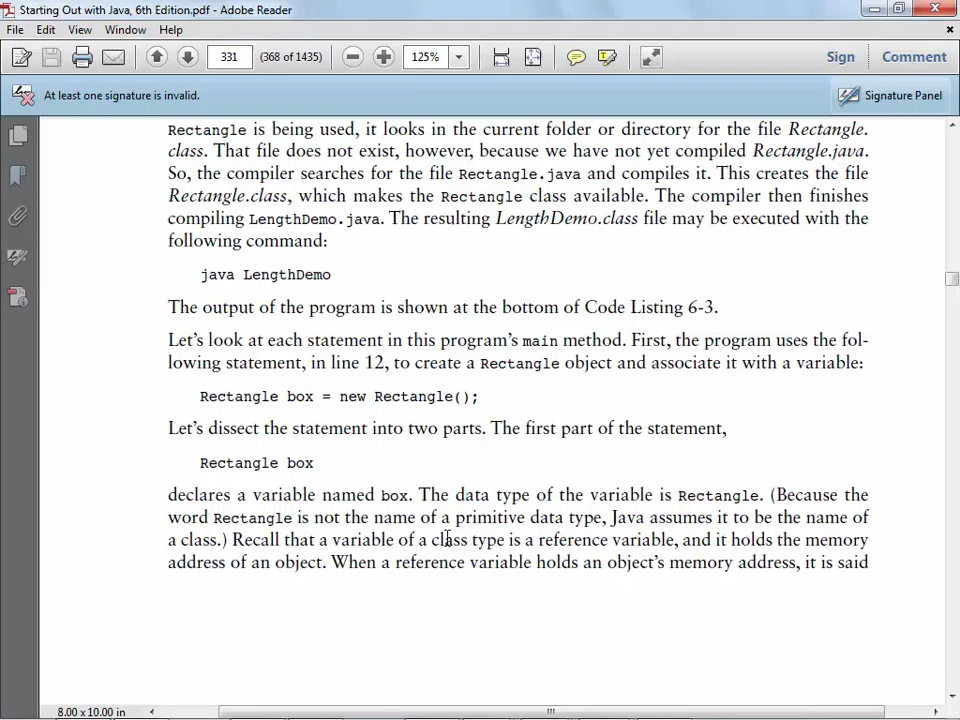 Starting Out with Java, 6th Edition.pdf - Adobe Reader
File Edit View Window Help
331 (368 of 1435) 125% Sign Comment
At least one signature is invalid. Signature Panel
Rectangle is being used, it looks in the current folder or directory for the file Rectangle.
class. That file does not exist, however, because we have not yet compiled Rectangle.java.
So, the compiler searches for the file Rectangle.java and compiles it. This creates the file
Rectangle.class, which makes the Rectangle class available. The compiler then finishes
compiling LengthDemo.java. The resulting LengthDemo.class file may be executed with the
following command:
java LengthDemo
The output of the program is shown at the bottom of Code Listing 6-3.
Let's look at each statement in this program's main method. First, the program uses the fol-
lowing statement, in line 12, to create a Rectangle object and associate it with a variable:
Rectangle box = new Rectangle();
Let's dissect the statement into two parts. The first part of the statement,
Rectangle box
declares a variable named box. The data type of the variable is Rectangle. (Because the
word Rectangle is not the name of a primitive data type, Java assumes it to be the name of
a class.) Recall that a variable of a class type is a reference variable, and it holds the memory
address of an object. When a reference variable holds an object's memory address, it is said
8.00 x 10.00 in